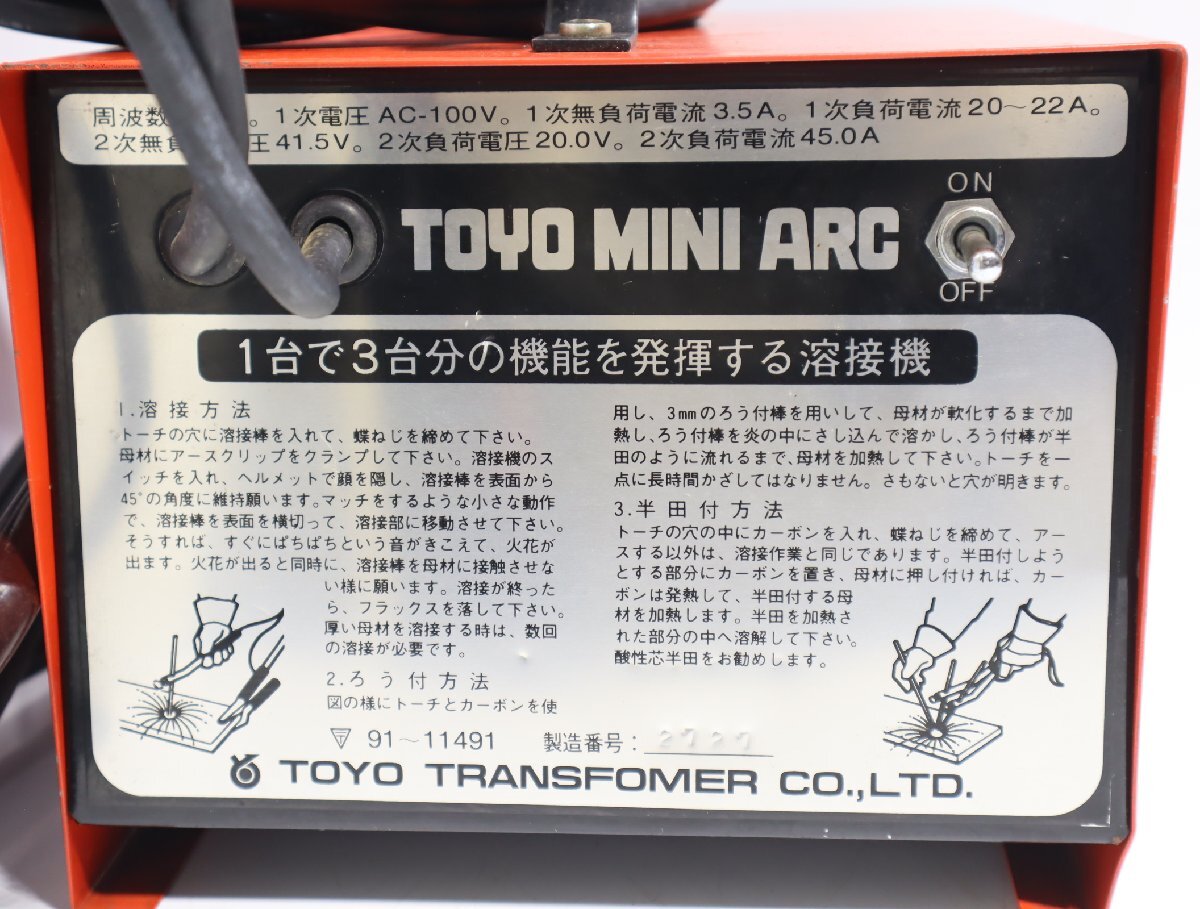 周波数 。1次電圧AC-100V。1次無負荷電流3.5A。1次負荷電流20～22A。
2次無負 圧41.5V。2次負荷電圧20.0V。2次負荷電流45.0A
ON
TOYO MINI ARC
OFF
1台で3台分の機能を発揮する溶接機
1.溶接方法
トーチの穴に溶接棒を入れて、蝶ねじを締めて下さい。
母材にアースクリップをクランプして下さい。溶接機のス
イッチを入れ、ヘルメットで顔を隠し、溶接棒を表面から
45°の角度に維持願います。マッチをするような小さな動作
で、溶接棒を表面を横切って、溶接部に移動させて下さい。
そうすれば、すぐにぱちぱちという音がきこえて、火花が
出ます。火花が出ると同時に、溶接棒を母材に接触させな
い様に願います。溶接が終った
ら、フラックスを落して下さい。
厚い母材を溶接する時は、数回
の溶接が必要です。
2.ろう付方法
図の様にトーチとカーボンを使
用し、3mmのろう付棒を用いして、母材が軟化するまで加
熱し、ろう付棒を炎の中にさし込んで溶かし、ろう付棒が半
田のように流れるまで、母材を加熱して下さい。トーチを一
点に長時間かざしてはなりません。さもないと穴が明きます。
3.半田付方法
トーチの穴の中にカーボンを入れ、蝶ねじを締めて、アー
スする以外は、溶接作業と同じであります。半田付しよう
とする部分にカーボンを置き、母材に押し付ければ、カー
ボンは発熱して、半田付する母
材を加熱します。半田を加熱さ
れた部分の中へ溶解して下さい。
酸性芯半田をお勧めします。
〒 91～11491 製造番号：2727
TOYO TRANSFOMER CO.,LTD.